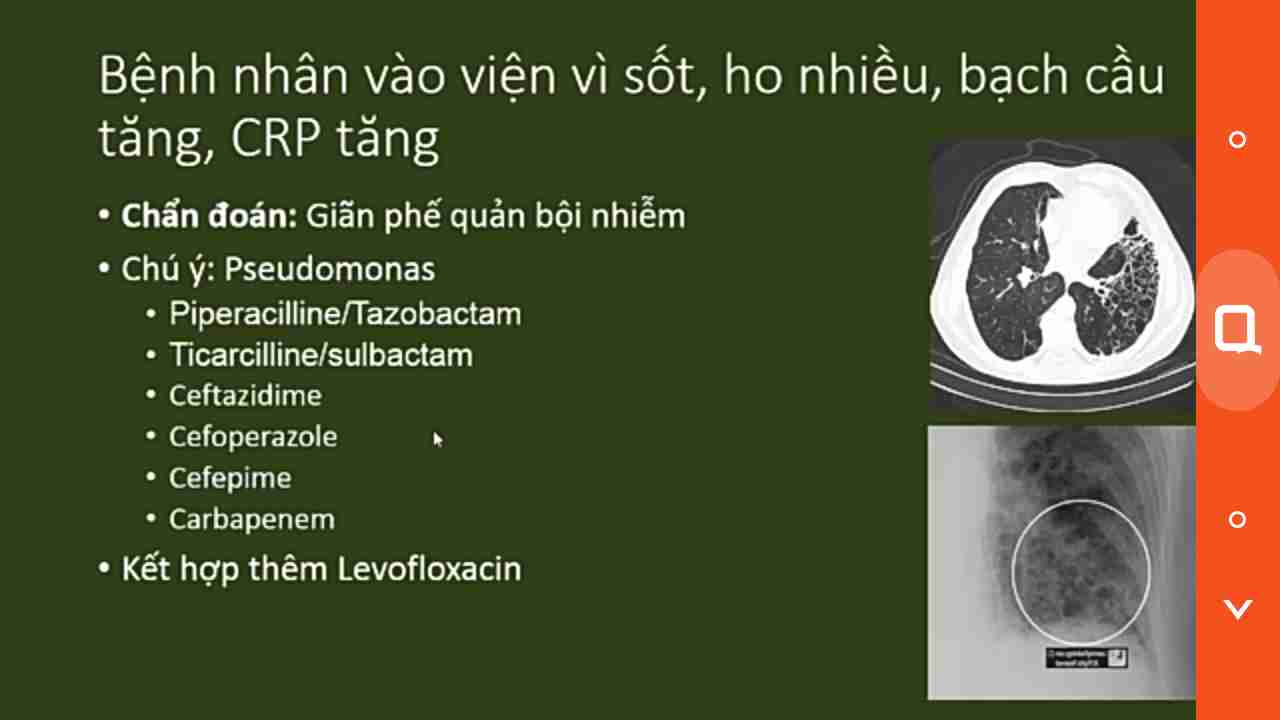 Bệnh nhân vào viện vì sốt, ho nhiều, bạch cầu
tăng, CRP tăng
• Chẩn đoán: Giãn phế quản bội nhiễm
• Chú ý: Pseudomonas
• Piperacilline/Tazobactam
• Ticarcilline/sulbactam
• Ceftazidime
• Cefoperazole
• Cefepime
• Carbapenem
• Kết hợp thêm Levofloxacin